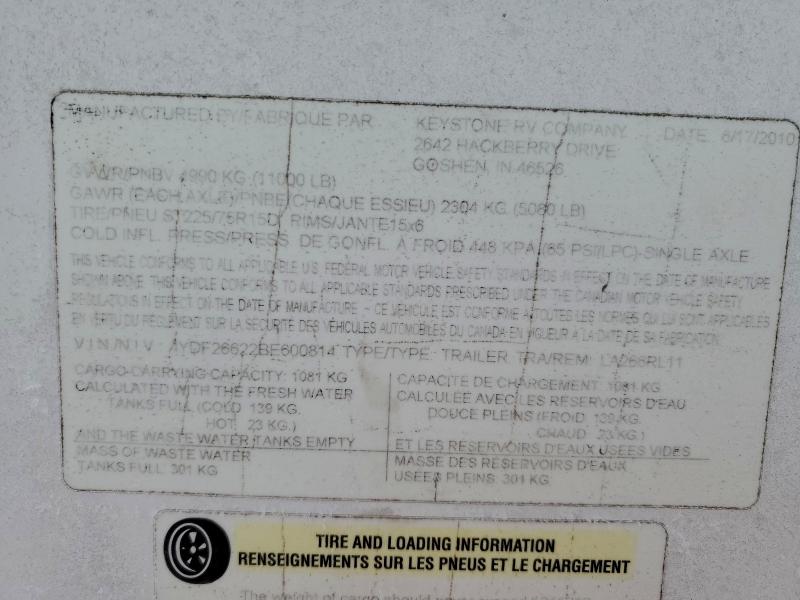 MANUFACTURED BY/FABRIQUE PAR KEYSTONE RV COMPANY DATE 6/17/2010
2642 HACKBERRY DRIVE
GOSHEN, IN.46526
GVWR/PNBV 4990 KG (11000 LB)
GAWR (EACH AXLE)/PNBE(CHAQUE ESSIEU) 2304 KG (5080 LB)
TIRE/PNEU ST225/75R15D RIMS/JANTE15x6
COLD INFL. PRESS/PRESS. DE GONFL. A FROID 448 KPA (65 PSI/LPC)-SINGLE AXLE
THIS VEHICLE CONFORMS TO ALL APPLICABLE U.S. FEDERAL MOTOR VEHICLE SAFETY STANDARDS IN EFFECT ON THE DATE OF MANUFACTURE
SHOWN ABOVE. THIS VEHICLE CONFORMS TO ALL APPLICABLE STANDARDS PRESCRIBED UNDER THE CANADIAN MOTOR VEHICLE SAFETY
REGULATIONS IN EFFECT ON THE DATE OF MANUFACTURE. - CE VEHICULE EST CONFORME A TOUTES LES NORMES QUI LUI SONT APPLICABLES
EN VERTU DU REGLEMENT SUR LA SECURITE DES VEHICULES AUTOMOBILES DU CANADA EN VIGUEUR A LA DATE DE SA FABRICATION.
V.I.N./N.I.V. 4YDF26622BE600814 TYPE/TYPE: TRAILER TRA/REM
CARGO-CARRYING-CAPACITY: 1081 KG
CALCULATED WITH THE FRESH WATER
TANKS FULL (COLD 139 KG.
HOT 23 KG.)
AND THE WASTE WATER TANKS EMPTY
MASS OF WASTE WATER
TANKS FULL 301 KG
CAPACITE DE CHARGEMENT 1081 KG
CALCULEE AVEC LES RESERVOIRS D'EAU
DOUCE PLEINS (FROID 139 KG.
CHAUD 23 KG.)
ET LES RESERVOIRS D'EAUX USEES VIDES
MASSE DES RESERVOIRS D'EAUX
USEES PLEINS 301 KG
TIRE AND LOADING INFORMATION
RENSEIGNEMENTS SUR LES PNEUS ET LE CHARGEMENT
The weight of cargo should never exceed